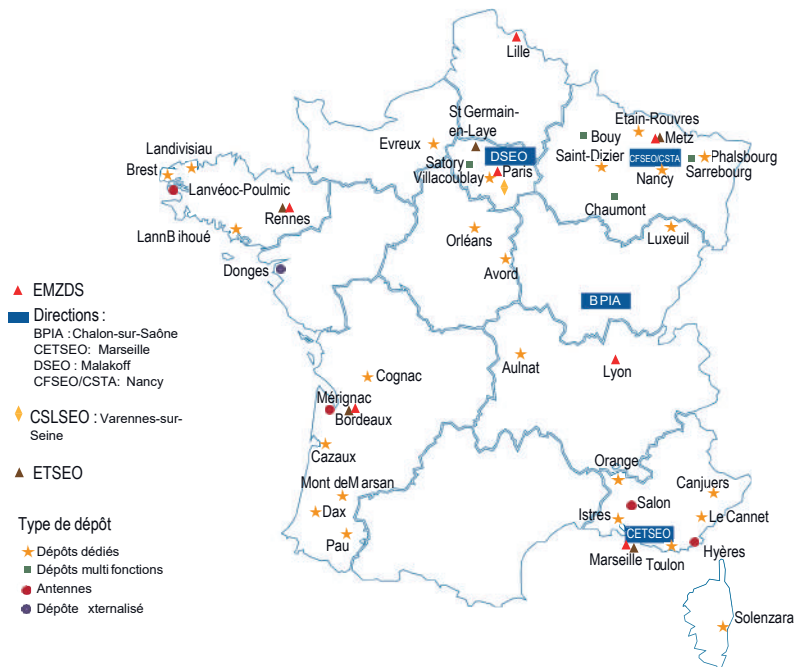 Lille
St Germain-
en-Laye
Evreux
DSEO
Satory
Paris
Villacoublay
Etain-Rouvres
Bouy
Metz
Saint-Dizier
CFSEO/CSTA
Phalsbourg
Nancy
Sarrebourg
Chaumont
Luxeuil
Landivisiau
Brest
Lanvéoc-Poulmic
Rennes
LannB ihoué
Donges
Orléans
Avord
BPIA
EMZDS
Directions :
BPIA : Chalon-sur-Saône
CETSEO: Marseille
DSEO : Malakoff
CFSEO/CSTA: Nancy
CSLSEO : Varennes-sur-
Seine
ETSEO
Type de dépôt
Dépôts dédiés
Dépôts multi fonctions
Antennes
Dépôte xternalisé
Aulnat
Lyon
Cognac
Mérignac
Bordeaux
Cazaux
Mont deM arsan
Dax
Pau
Orange
Canjuers
Salon
Istres
Le Cannet
CETSEO
Marseille
Toulon
Hyères
Solenzara